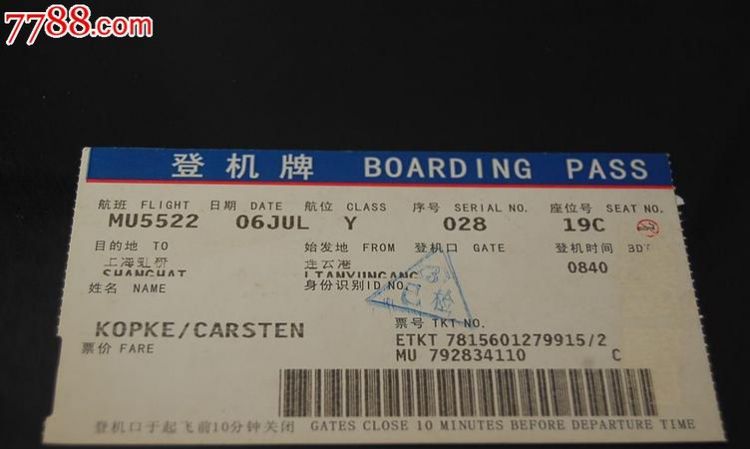 7788.com
登机牌 BOARDING PASS
航班 FLIGHT 日期 DATE 航位 CLASS 序号 SERIAL NO. 座位号 SEAT NO.
MU5522 06JUL Y 028 19C
目的地 TO 始发地 FROM 登机口 GATE 登机时间 BDT
上海虹桥 连云港 0840
SHANGHAI LIANYUNGANG
姓名 NAME 身份识别 ID NO.
已检
KOPKE/CARSTEN 票号 TKT NO.
票价 FARE ETKT 7815601279915/2
MU 792834110 C
登机口于起飞前10分钟关闭 GATES CLOSE 10 MINUTES BEFORE DEPARTURE TIME